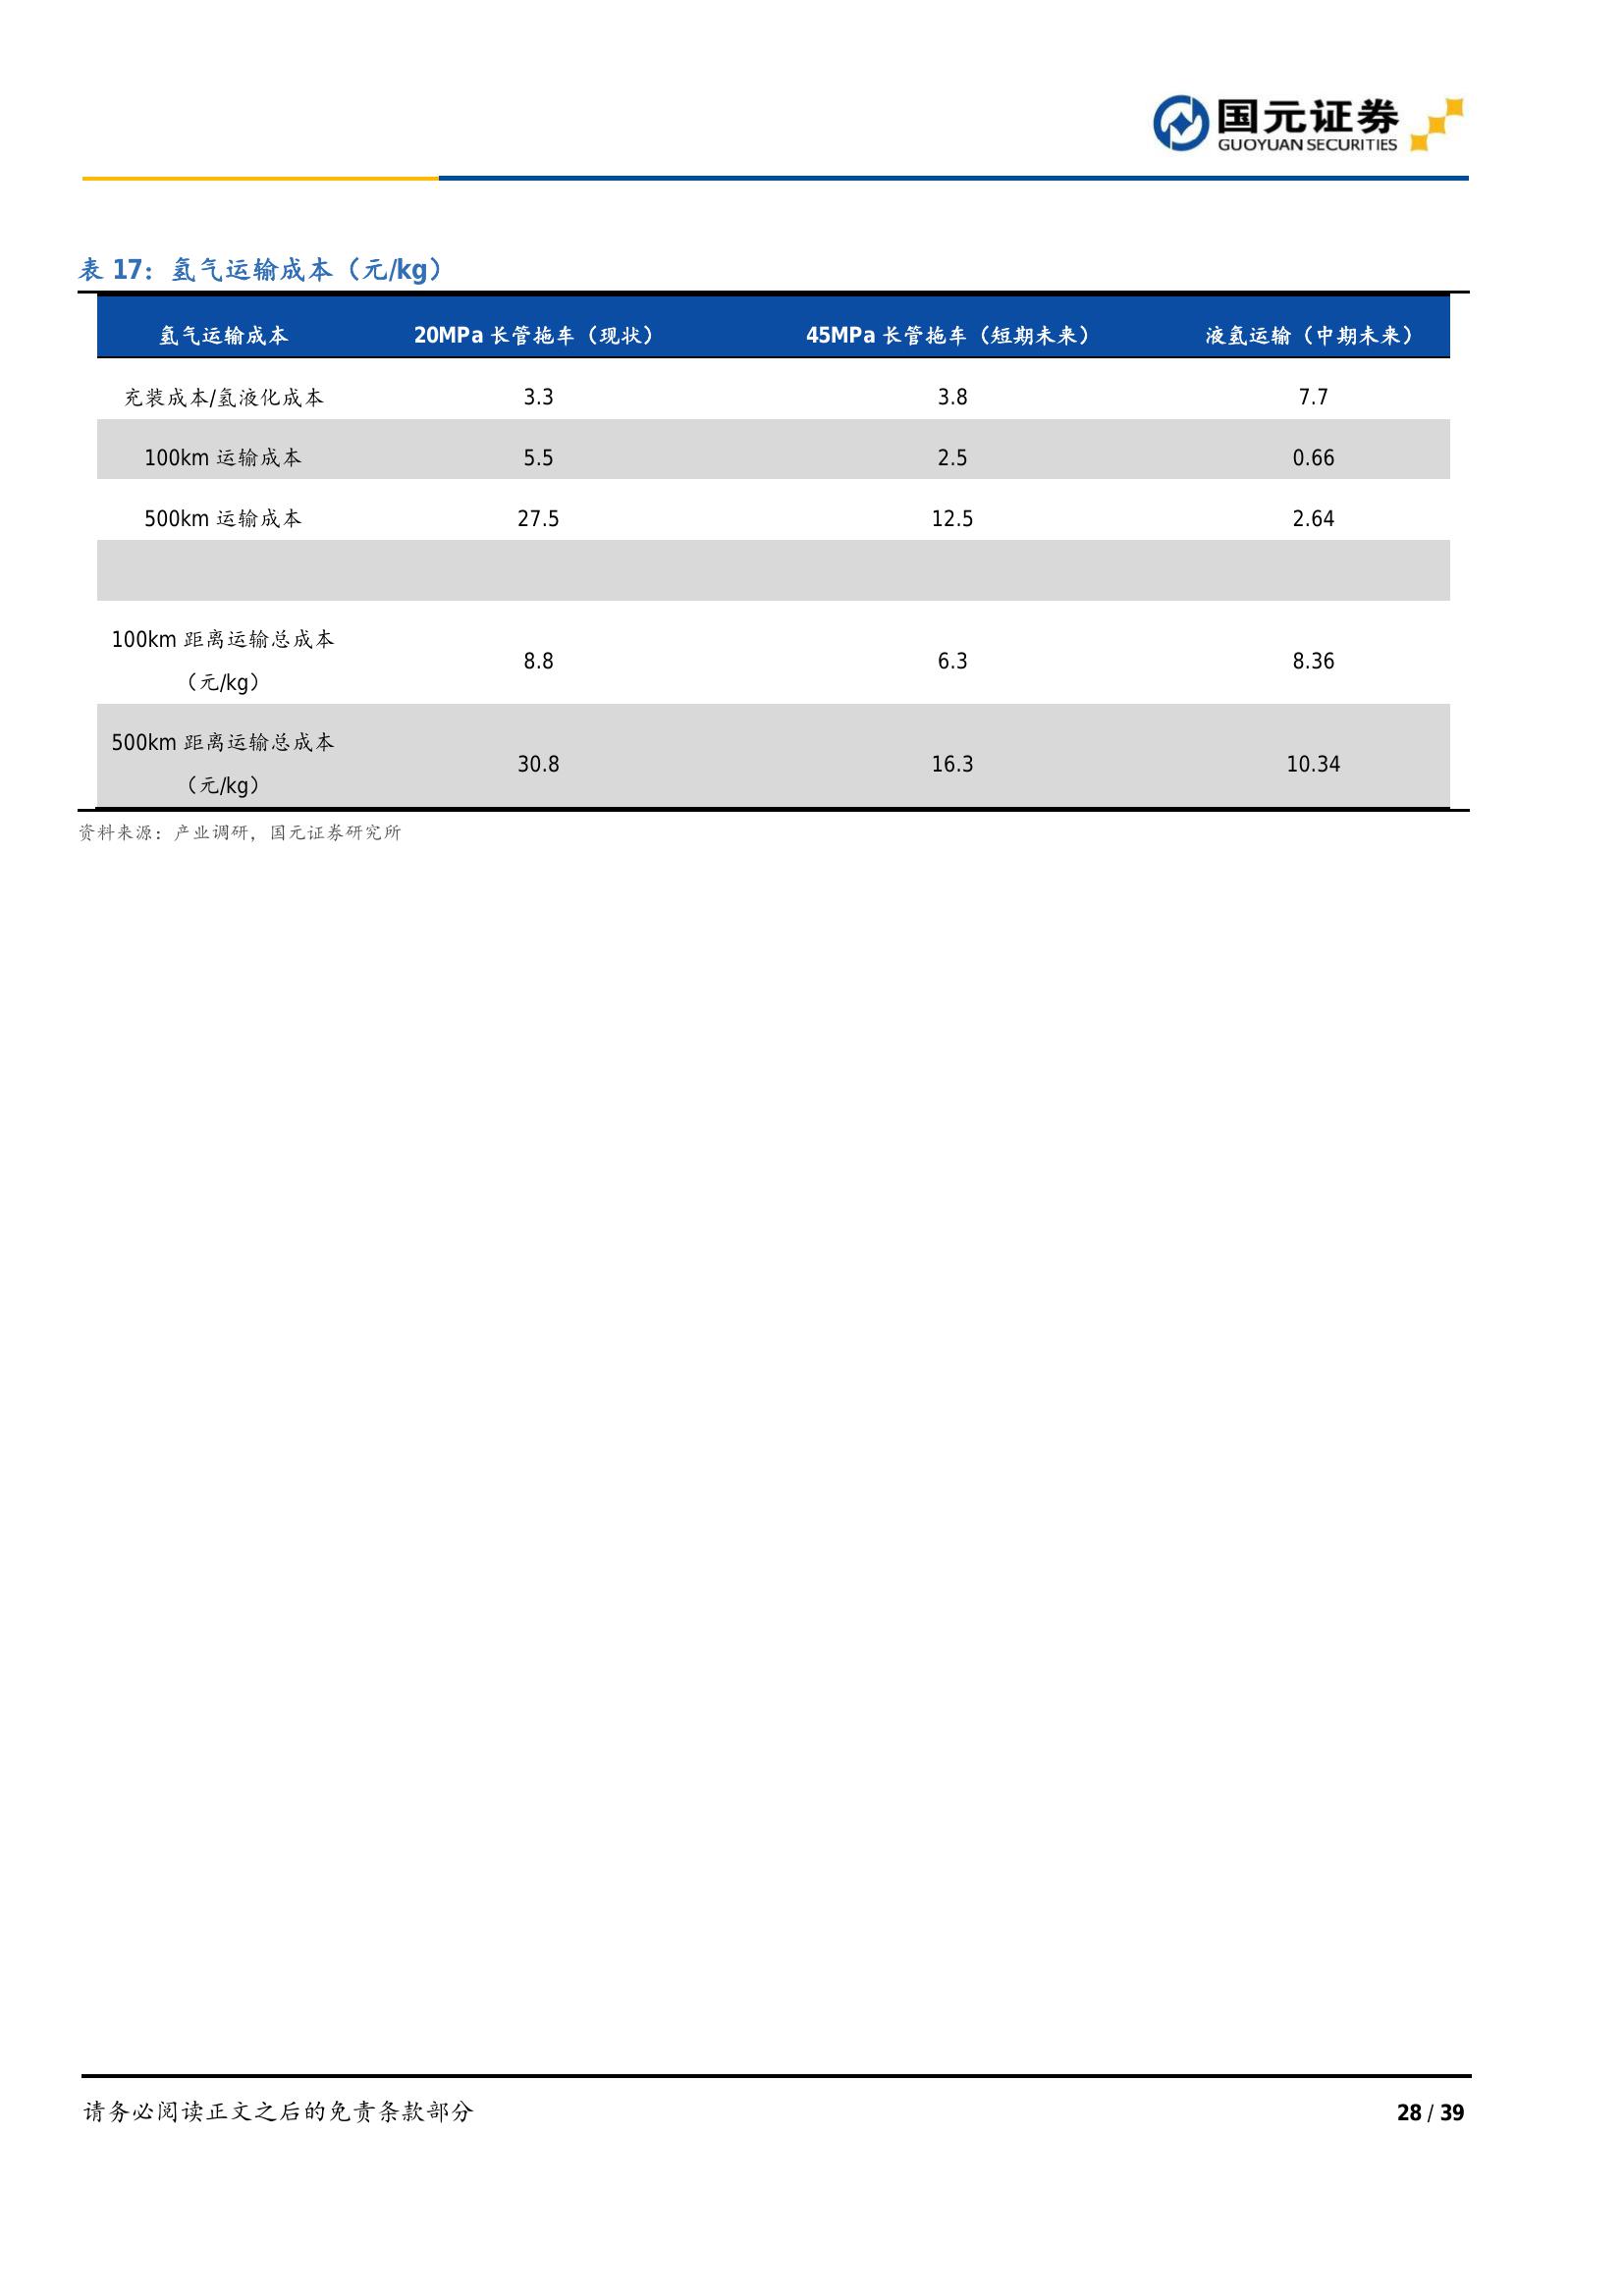 国元证券
GUOYUAN SECURITIES
表 17：氢气运输成本（元/kg）
氢气运输成本 20MPa 长管拖车（现状） 45MPa 长管拖车（短期未来） 液氢运输（中期未来）
充装成本/氢液化成本 3.3 3.8 7.7
100km 运输成本 5.5 2.5 0.66
500km 运输成本 27.5 12.5 2.64
100km 距离运输总成本
（元/kg） 8.8 6.3 8.36
500km 距离运输总成本
（元/kg） 30.8 16.3 10.34
资料来源：产业调研，国元证券研究所
请务必阅读正文之后的免责条款部分 28 / 39